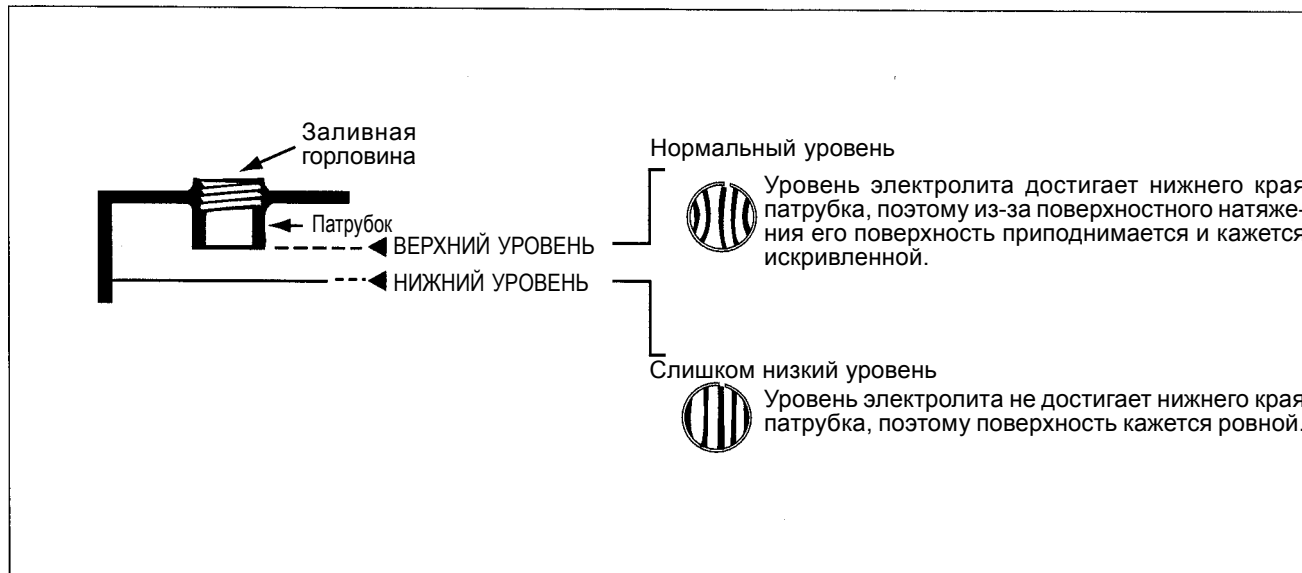 Заливная
горловина
Патрубок
ВЕРХНИЙ УРОВЕНЬ
НИЖНИЙ УРОВЕНЬ
Нормальный уровень
Уровень электролита достигает нижнего края
патрубка, поэтому из-за поверхностного натяже-
ния его поверхность приподнимается и кажется
искривленной.
Слишком низкий уровень
Уровень электролита не достигает нижнего края
патрубка, поэтому поверхность кажется ровной.